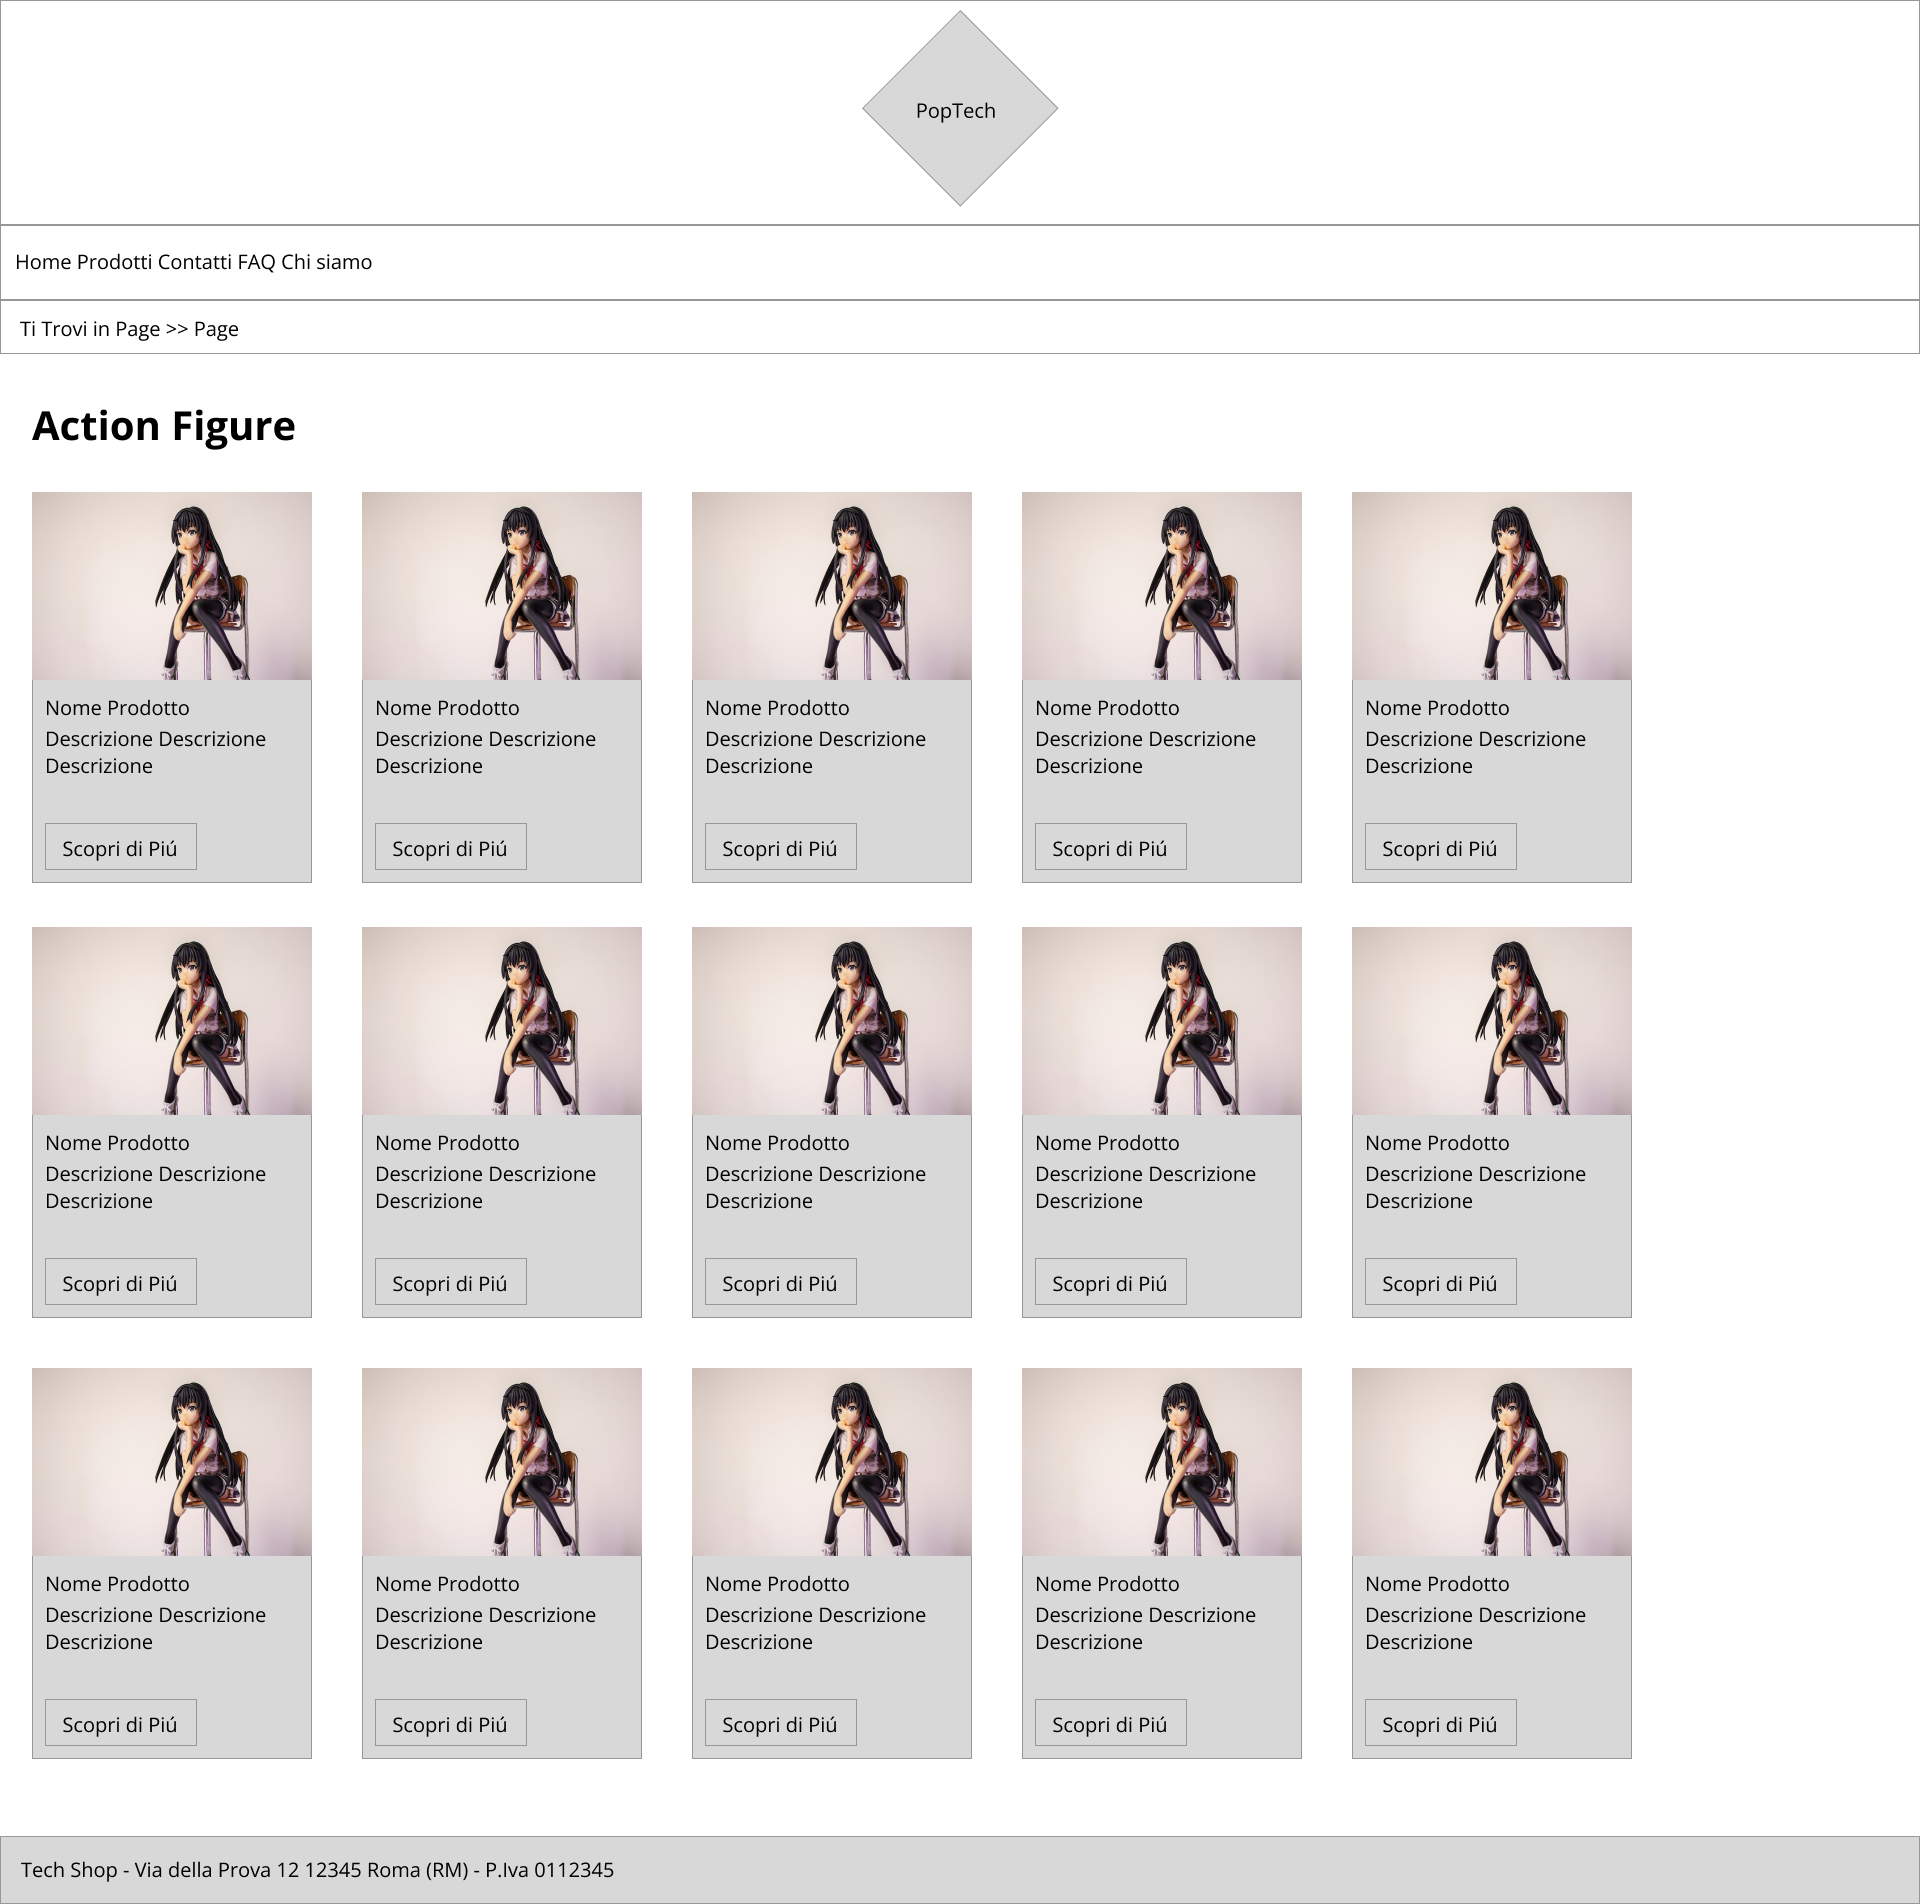 PopTech
Home Prodotti Contatti FAQ Chi siamo
Ti Trovi in Page >> Page
Action Figure
Nome Prodotto
Descrizione Descrizione
Descrizione
Scopri di Piú
Nome Prodotto
Descrizione Descrizione
Descrizione
Scopri di Piú
Nome Prodotto
Descrizione Descrizione
Descrizione
Scopri di Piú
Nome Prodotto
Descrizione Descrizione
Descrizione
Scopri di Piú
Nome Prodotto
Descrizione Descrizione
Descrizione
Scopri di Piú
Nome Prodotto
Descrizione Descrizione
Descrizione
Scopri di Piú
Nome Prodotto
Descrizione Descrizione
Descrizione
Scopri di Piú
Nome Prodotto
Descrizione Descrizione
Descrizione
Scopri di Piú
Nome Prodotto
Descrizione Descrizione
Descrizione
Scopri di Piú
Nome Prodotto
Descrizione Descrizione
Descrizione
Scopri di Piú
Nome Prodotto
Descrizione Descrizione
Descrizione
Scopri di Piú
Nome Prodotto
Descrizione Descrizione
Descrizione
Scopri di Piú
Nome Prodotto
Descrizione Descrizione
Descrizione
Scopri di Piú
Nome Prodotto
Descrizione Descrizione
Descrizione
Scopri di Piú
Nome Prodotto
Descrizione Descrizione
Descrizione
Scopri di Piú
Tech Shop - Via della Prova 12 12345 Roma (RM) - P.Iva 0112345